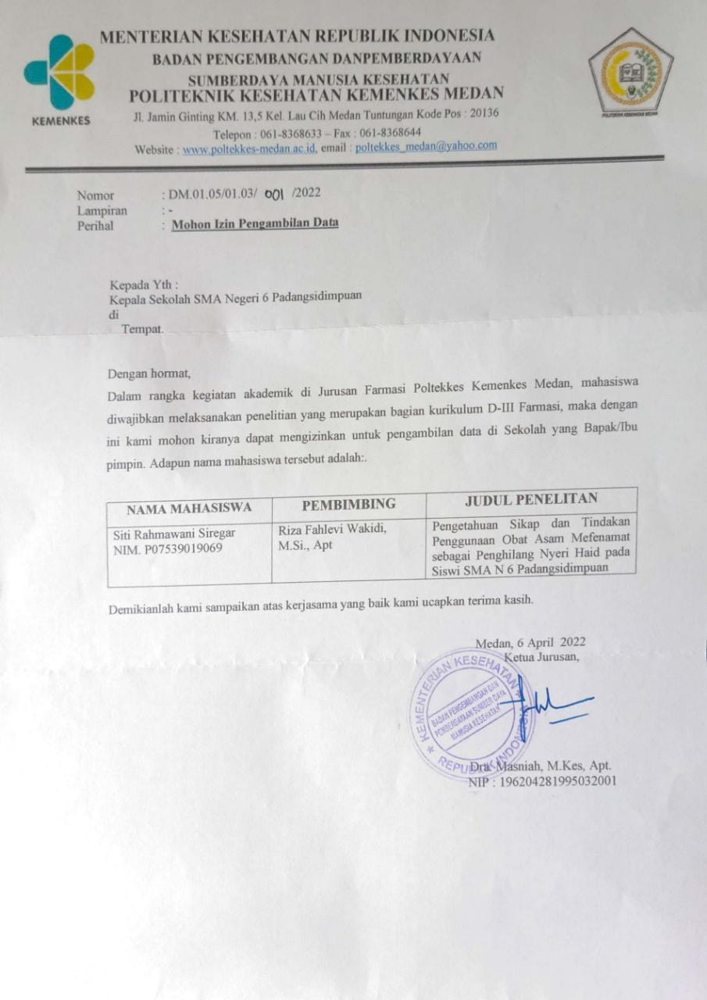 MENTERIAN KESEHATAN REPUBLIK INDONESIA
BADAN PENGEMBANGAN DANPEMBERDAYAAN
SUMBERDAYA MANUSIA KESEHATAN
POLITEKNIK KESEHATAN KEMENKES MEDAN
Jl. Jamin Ginting KM. 13,5 Kel. Lau Cih Medan Tuntungan Kode Pos : 20136
Telepon : 061-8368633 – Fax : 061-8368644
Website : www.poltekkes-medan.ac.id, email : poltekkes_medan@yahoo.com
KEMENKES
POLITEKNIK KESEHATAN MEDAN
Nomor : DM.01.05/01.03/ 001 /2022
Lampiran : -
Perihal : Mohon Izin Pengambilan Data
Kepada Yth :
Kepala Sekolah SMA Negeri 6 Padangsidimpuan
di
Tempat.
Dengan hormat,
Dalam rangka kegiatan akademik di Jurusan Farmasi Poltekkes Kemenkes Medan, mahasiswa
diwajibkan melaksanakan penelitian yang merupakan bagian kurikulum D-III Farmasi, maka dengan
ini kami mohon kiranya dapat mengizinkan untuk pengambilan data di Sekolah yang Bapak/Ibu
pimpin. Adapun nama mahasiswa tersebut adalah:.
NAMA MAHASISWA PEMBIMBING JUDUL PENELITAN
Siti Rahmawani Siregar
NIM. P07539019069
Riza Fahlevi Wakidi,
M.Si., Apt
Pengetahuan Sikap dan Tindakan
Penggunaan Obat Asam Mefenamat
sebagai Penghilang Nyeri Haid pada
Siswi SMA N 6 Padangsidimpuan
Demikianlah kami sampaikan atas kerjasama yang baik kami ucapkan terima kasih.
Medan, 6 April 2022
Ketua Jurusan,
KEMENTERIAN KESEHATAN
BADAN PENGEMBANGAN DAN
PEMBERDAYAAN SUMBER DAYA
MANUSIA KESEHATAN
REPUBLIK INDONESIA
Dra. Masniah, M.Kes, Apt.
NIP : 196204281995032001